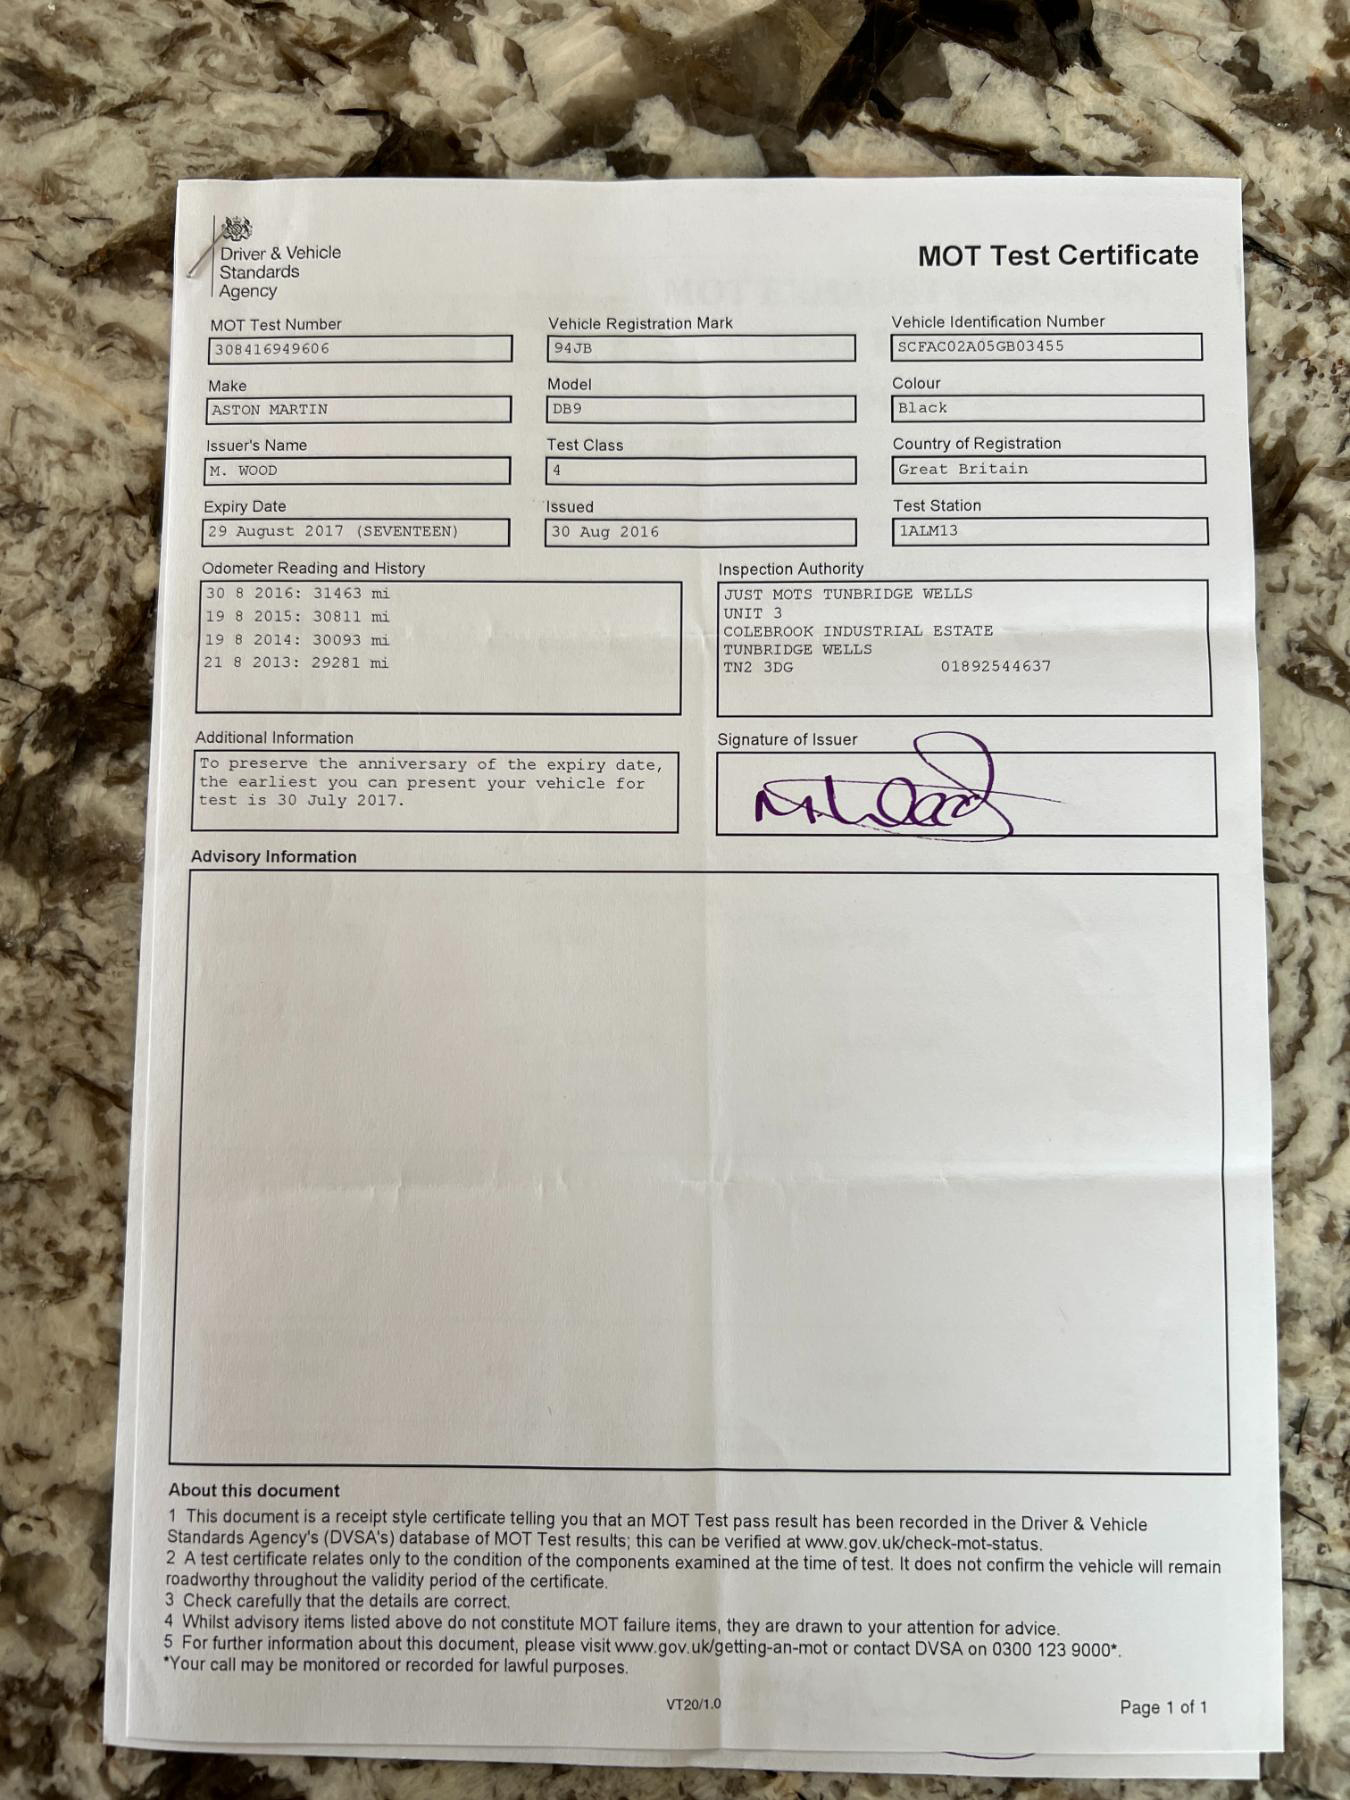 Driver & Vehicle
Standards
Agency
MOT Test Certificate
MOT Test Number
308416949606
Vehicle Registration Mark
94JB
Vehicle Identification Number
SCFAC02A05GB03455
Make
ASTON MARTIN
Model
DB9
Colour
Black
Issuer's Name
M. WOOD
Test Class
4
Country of Registration
Great Britain
Expiry Date
29 August 2017 (SEVENTEEN)
Issued
30 Aug 2016
Test Station
1ALM13
Odometer Reading and History
30 8 2016: 31463 mi
19 8 2015: 30811 mi
19 8 2014: 30093 mi
21 8 2013: 29281 mi
Inspection Authority
JUST MOTS TUNBRIDGE WELLS
UNIT 3
COLEBROOK INDUSTRIAL ESTATE
TUNBRIDGE WELLS
TN2 3DG 01892544637
Additional Information
To preserve the anniversary of the expiry date,
the earliest you can present your vehicle for
test is 30 July 2017.
Signature of Issuer
M. Wood
Advisory Information
About this document
1 This document is a receipt style certificate telling you that an MOT Test pass result has been recorded in the Driver & Vehicle
Standards Agency's (DVSA's) database of MOT Test results; this can be verified at www.gov.uk/check-mot-status.
2 A test certificate relates only to the condition of the components examined at the time of test. It does not confirm the vehicle will remain
roadworthy throughout the validity period of the certificate.
3 Check carefully that the details are correct.
4 Whilst advisory items listed above do not constitute MOT failure items, they are drawn to your attention for advice.
5 For further information about this document, please visit www.gov.uk/getting-an-mot or contact DVSA on 0300 123 9000*.
*Your call may be monitored or recorded for lawful purposes.
VT20/1.0
Page 1 of 1